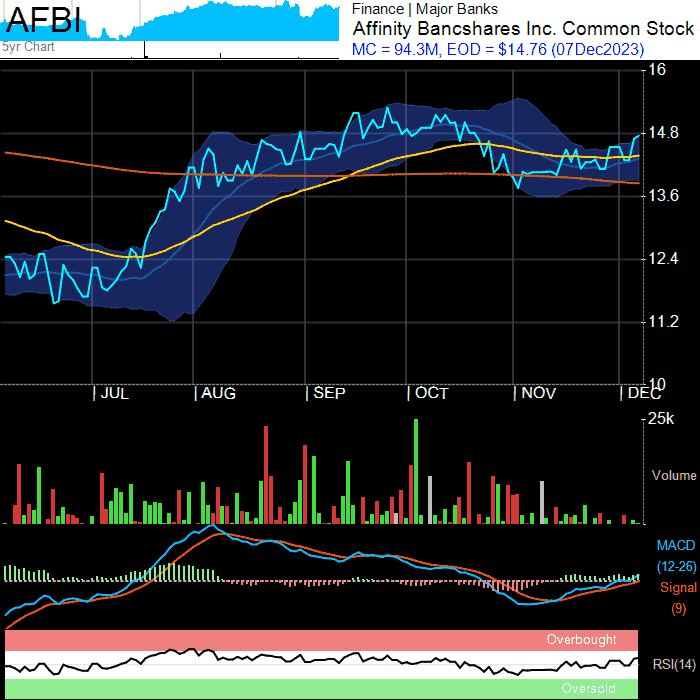 AFBI
5yr Chart
Finance | Major Banks
Affinity Bancshares Inc. Common Stock
MC = 94.3M, EOD = $14.76 (07Dec2023)
16
14.8
13.6
12.4
11.2
10
JUL AUG SEP OCT NOV DEC
25k
Volume
MACD
(12-26)
Signal
(9)
Overbought
RSI(14)
Oversold